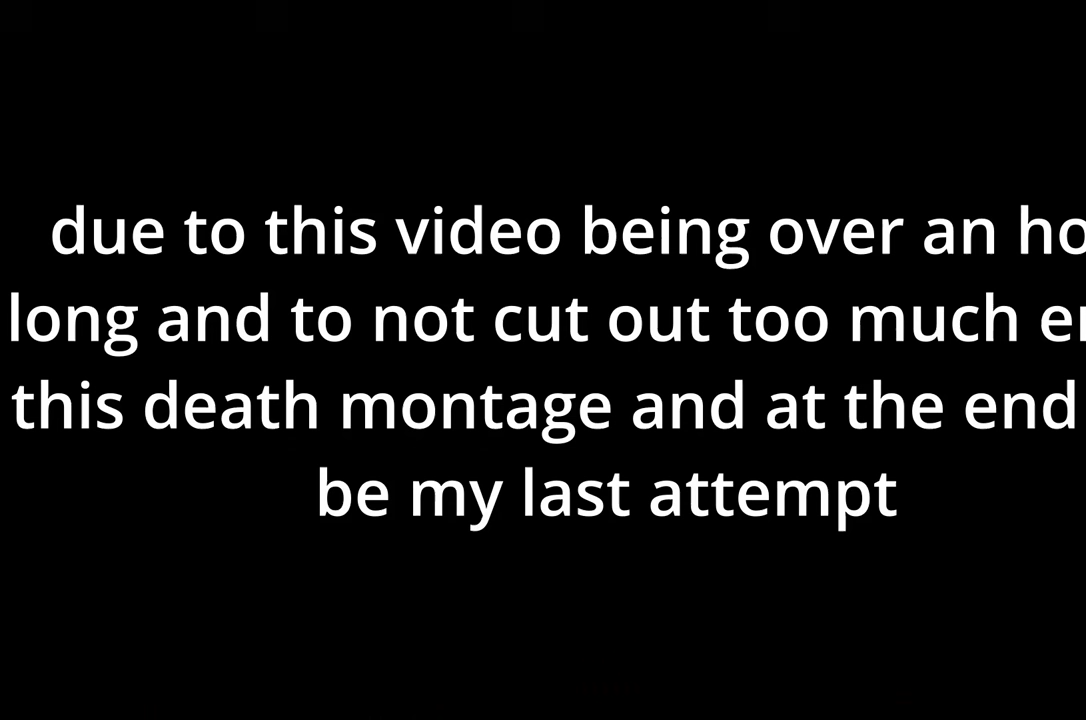 due to this video being over an
long and to not cut out too much
this death montage and at the end
be my last attempt